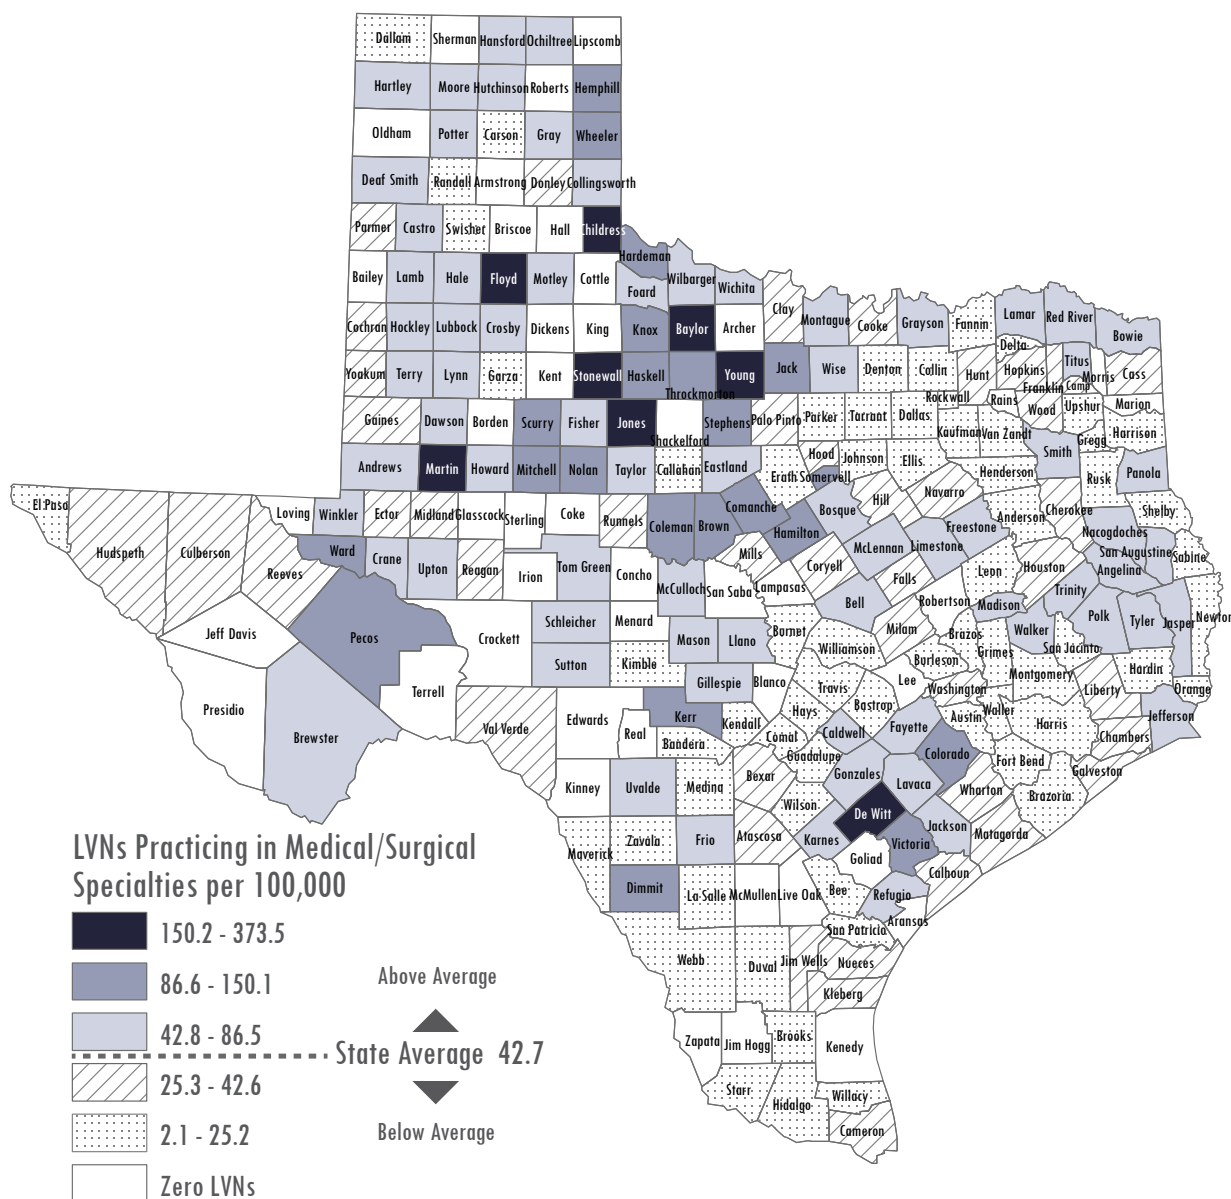 Dallam Sherman Hansford Ochiltree Lipscomb
Hartley Moore Hutchinson Roberts Hemphill
Oldham Potter Carson Gray Wheeler
Deaf Smith Randall Armstrong Donley Collingsworth
Parmer Castro Swisher Briscoe Hall Childress
Hardeman
Bailey Lamb Hale Floyd Motley Cottle Foard Wilbarger Wichita
Clay Montague Cooke Grayson Fannin Lamar Red River Bowie
Cochran Hockley Lubbock Crosby Dickens King Knox Baylor Archer
Delta
Yoakum Terry Lynn Garza Kent Stonewall Haskell Throckmorton Young Jack Wise Denton Collin Hunt Hopkins Franklin Titus Camp Morris Cass
Rockwall Rains Wood Upshur Marion
Gaines Dawson Borden Scurry Fisher Jones Shackelford Stephens Palo Pinto Parker Tarrant Dallas Kaufman Van Zandt Gregg Harrison
Andrews Martin Howard Mitchell Nolan Taylor Callahan Eastland Erath Hood Somervell Johnson Ellis Henderson Smith Rusk Panola
El Paso Hudspeth Culberson Reeves Loving Winkler Ector Midland Glasscock Sterling Coke Runnels Coleman Brown Comanche Hamilton Bosque Hill Navarro Freestone Anderson Cherokee Nacogdoches Shelby
Ward Crane Upton Reagan Irion Tom Green Concho McCulloch San Saba Mills Lampasas Coryell McLennan Limestone Falls Leon Houston Angelina San Augustine Sabine
Jeff Davis Pecos Crockett Schleicher Menard Mason Llano Burnet Bell Milam Robertson Madison Walker Trinity Polk Tyler Jasper Newton
Brazos Grimes San Jacinto Hardin
Presidio Brewster Terrell Sutton Kimble Gillespie Blanco Williamson Travis Burleson Lee Washington Montgomery Liberty Orange
Val Verde Edwards Real Kerr Kendall Bandera Comal Hays Caldwell Bastrop Fayette Austin Waller Harris Chambers Jefferson
Kinney Uvalde Medina Bexar Guadalupe Gonzales Lavaca Colorado Wharton Fort Bend Brazoria Galveston
Maverick Zavala Frio Atascosa Wilson Karnes De Witt Jackson Matagorda
Goliad Victoria Calhoun
Dimmit La Salle McMullen Live Oak Bee Refugio Aransas
San Patricio
Webb Duval Jim Wells Nueces
Kleberg
Zapata Jim Hogg Brooks Kenedy
Starr Hidalgo Willacy
Cameron
LVNs Practicing in Medical/Surgical
Specialties per 100,000
150.2 - 373.5
86.6 - 150.1
Above Average
42.8 - 86.5
State Average 42.7
25.3 - 42.6
2.1 - 25.2
Below Average
Zero LVNs